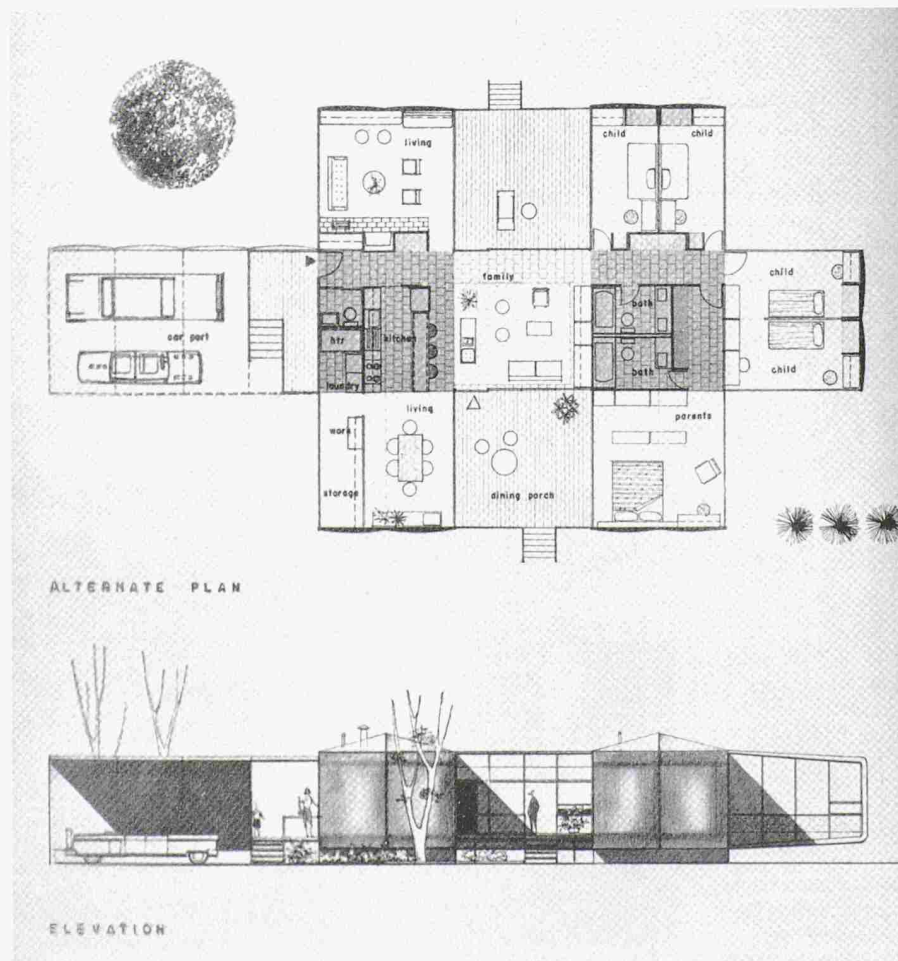 living
child child
family
child
car port
htr
kitchen
bath
laundry
bath
child
living
parents
work
storage
dining porch
ALTERNATE PLAN
ELEVATION